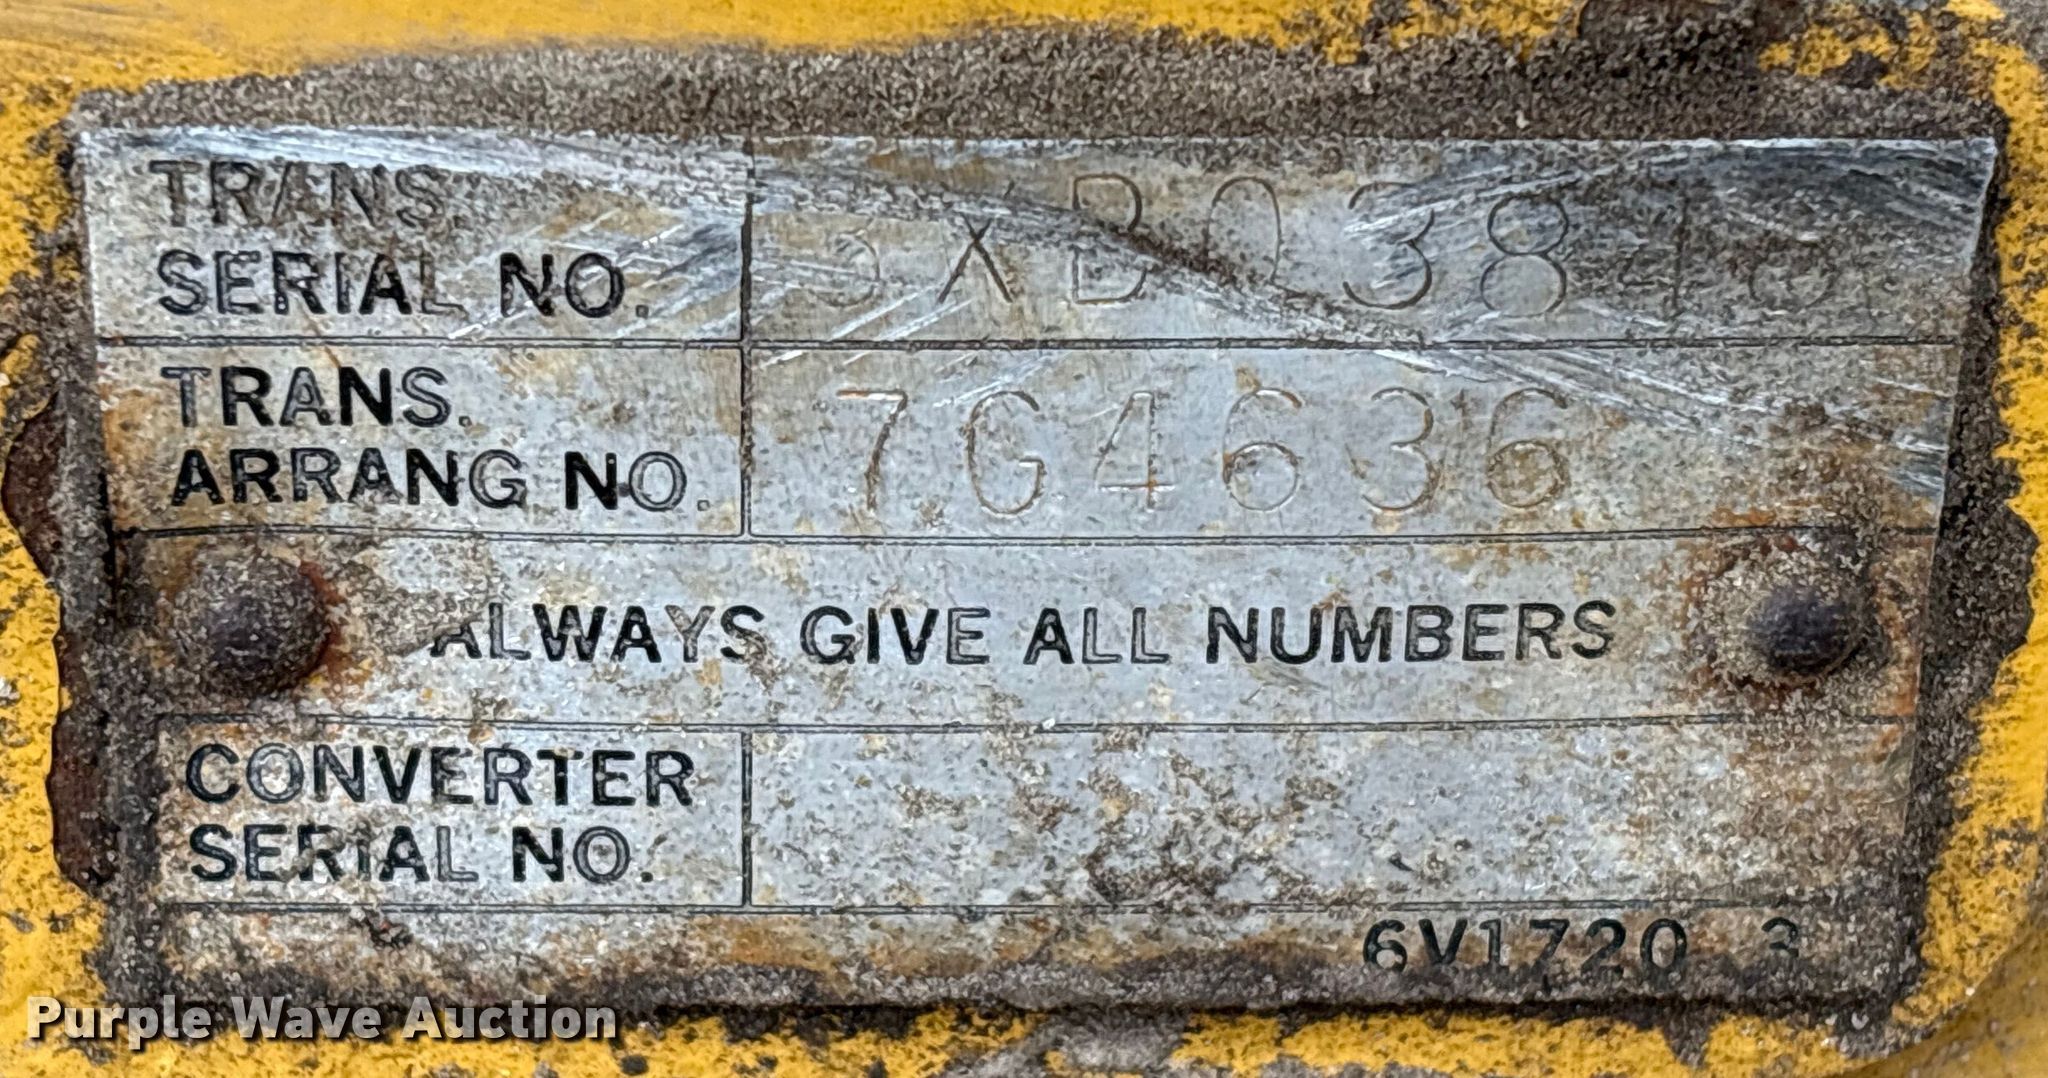 TRANS
SERIAL NO.
TRANS. 7G4636
ARRANG NO.
ALWAYS GIVE ALL NUMBERS
CONVERTER
SERIAL NO.
6V1720 3
Purple Wave Auction